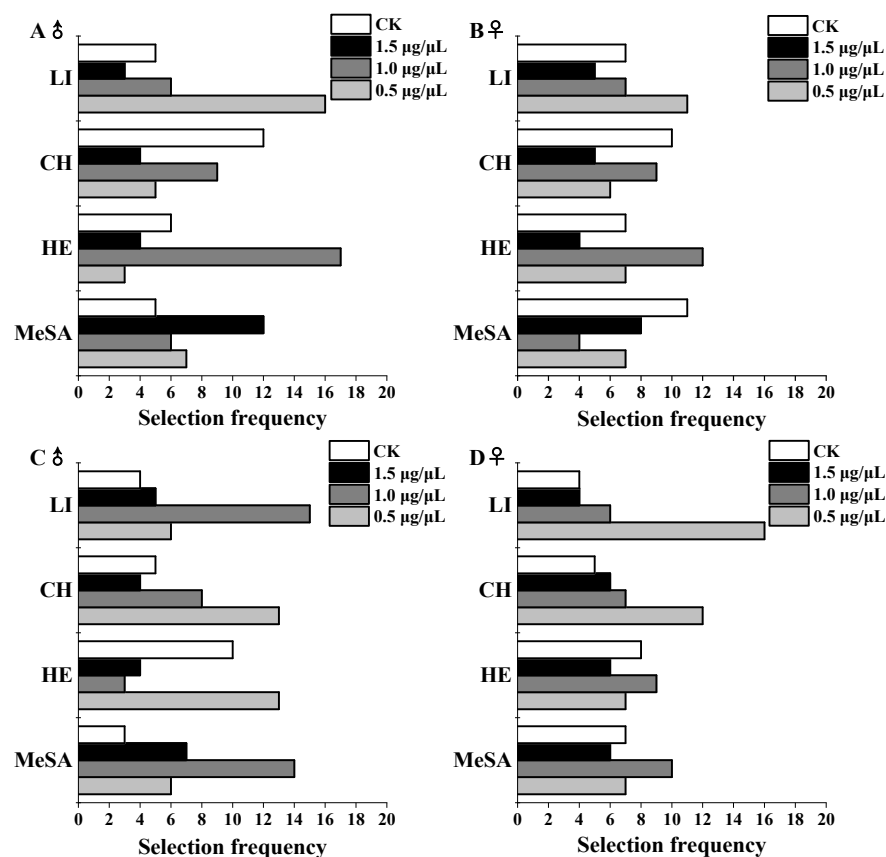 A ♂
CK
1.5 μg/μL
1.0 μg/μL
0.5 μg/μL
LI
CH
HE
MeSA
0 2 4 6 8 10 12 14 16 18 20
Selection frequency
B ♀
CK
1.5 μg/μL
1.0 μg/μL
0.5 μg/μL
LI
CH
HE
MeSA
0 2 4 6 8 10 12 14 16 18 20
Selection frequency
C ♂
CK
1.5 μg/μL
1.0 μg/μL
0.5 μg/μL
LI
CH
HE
MeSA
0 2 4 6 8 10 12 14 16 18 20
Selection frequency
D ♀
CK
1.5 μg/μL
1.0 μg/μL
0.5 μg/μL
LI
CH
HE
MeSA
0 2 4 6 8 10 12 14 16 18 20
Selection frequency